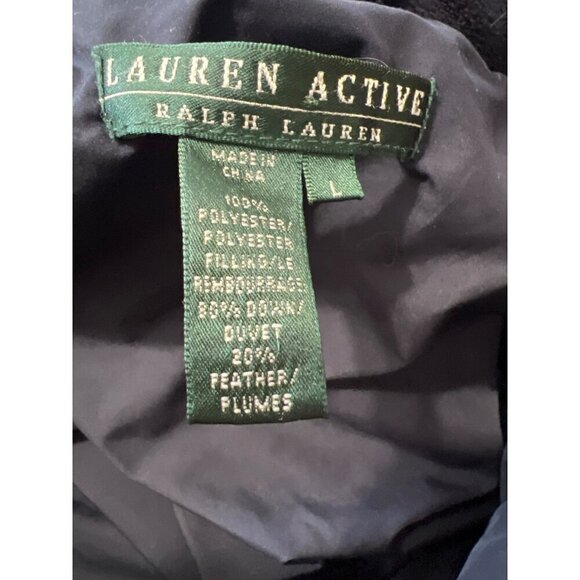 LAUREN ACTIVE
RALPH LAUREN
MADE IN
CHINA
L
100%
POLYESTER/
POLYESTER
FILLING/LE
REMBOURRAGE
80% DOWN/
DUVET
20%
FEATHER/
PLUMES